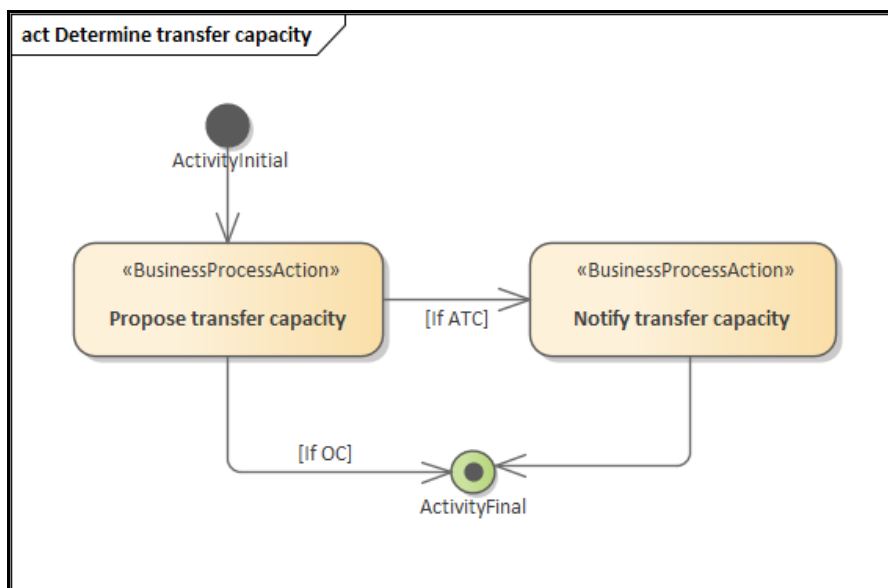 act Determine transfer capacity
ActivityInitial
«BusinessProcessAction»
Propose transfer capacity
[If ATC]
«BusinessProcessAction»
Notify transfer capacity
[If OC]
ActivityFinal